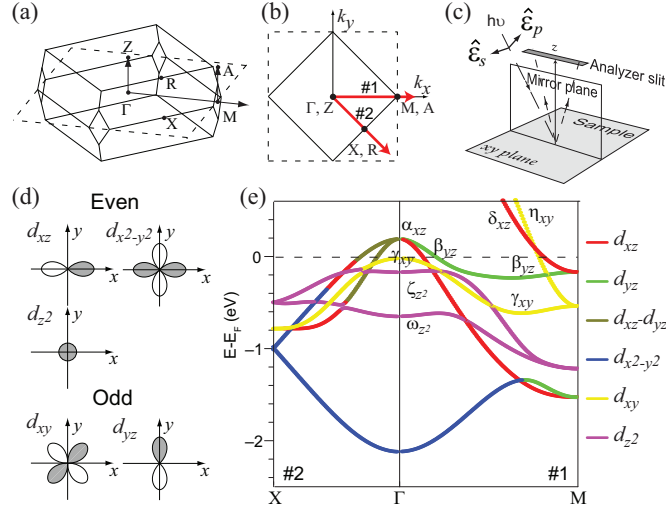 (a)
Z
A
R
Γ
M
X
(b)
k_y
#1
k_x
#2
Γ, Z
M, A
X, R
(c)
hυ
ε̂_p
ε̂_s
z
Analyzer slit
Mirror plane
Sample
xy plane
(d)
Even
d_xz
y
x
d_x2-y2
y
x
d_z2
y
x
Odd
d_xy
y
x
d_yz
y
x
(e)
E-E_F (eV)
0
−1
−2
α_xz
β_yz
γ_xy
ζ_z2
ω_z2
δ_xz
η_xy
β_yz
γ_xy
#2
#1
X
Γ
M
d_xz
d_yz
d_xz-d_yz
d_x2-y2
d_xy
d_z2